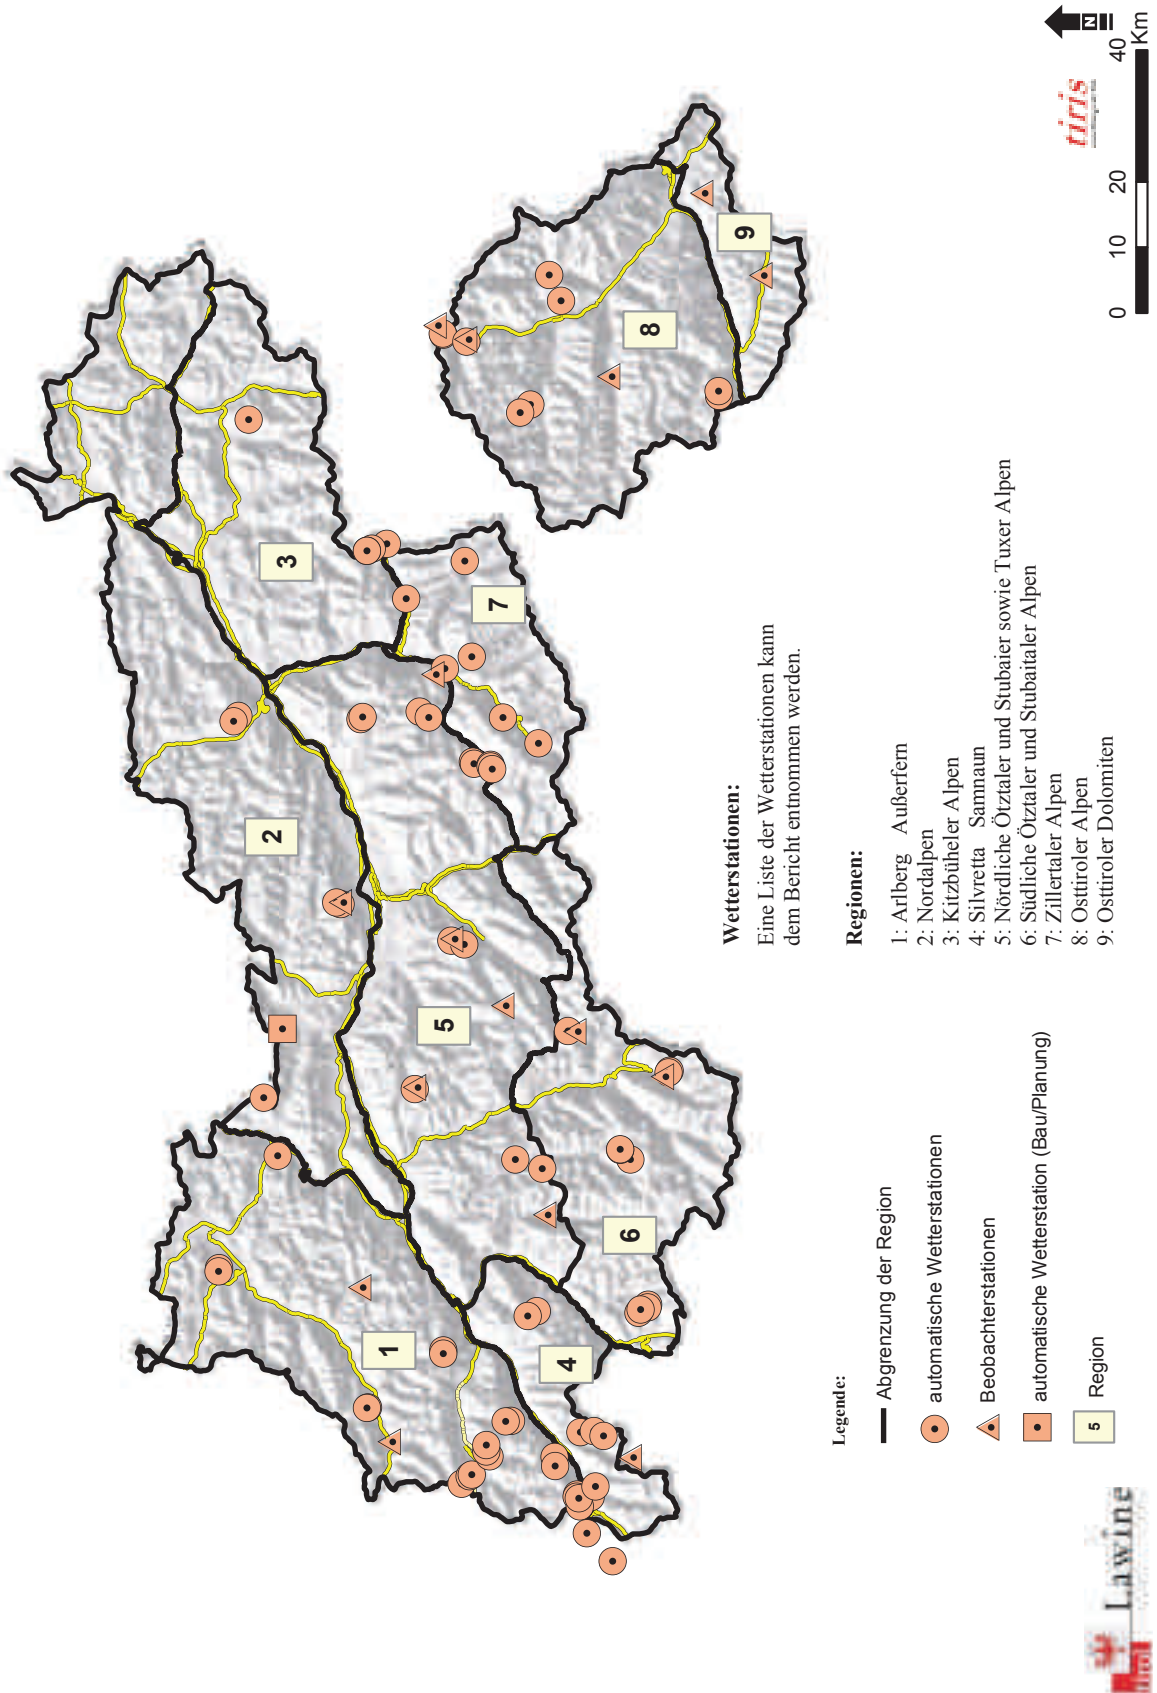 1
2
3
4
5
6
7
8
9
Wetterstationen:
Eine Liste der Wetterstationen kann
dem Bericht entnommen werden.
Regionen:
1: Arlberg Außerfern
2: Nordalpen
3: Kitzbüheler Alpen
4: Silvretta Samnaun
5: Nördliche Ötztaler und Stubaier sowie Tuxer Alpen
6: Südliche Ötztaler und Stubaitaler Alpen
7: Zillertaler Alpen
8: Osttiroler Alpen
9: Osttiroler Dolomiten
Legende:
Abgrenzung der Region
automatische Wetterstationen
Beobachterstationen
automatische Wetterstation (Bau/Planung)
5 Region
Lawine
tirol
tiris
N
0 10 20 40
Km